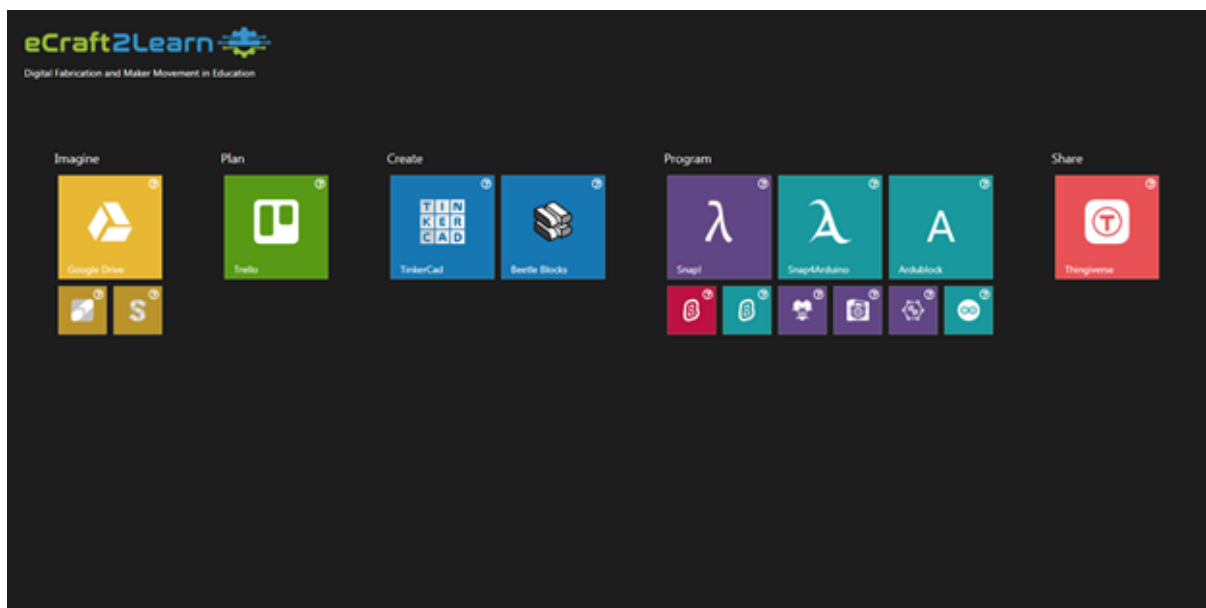 eCraft2Learn
Digital Fabrication and Maker Movement in Education
Imagine
Plan
Create
Program
Share
Google Drive
Trello
TIN
KER
CAD
TinkerCad
Beetle Blocks
λ
Snap!
Snap4Arduino
A
Ardublock
T
Thingiverse
S